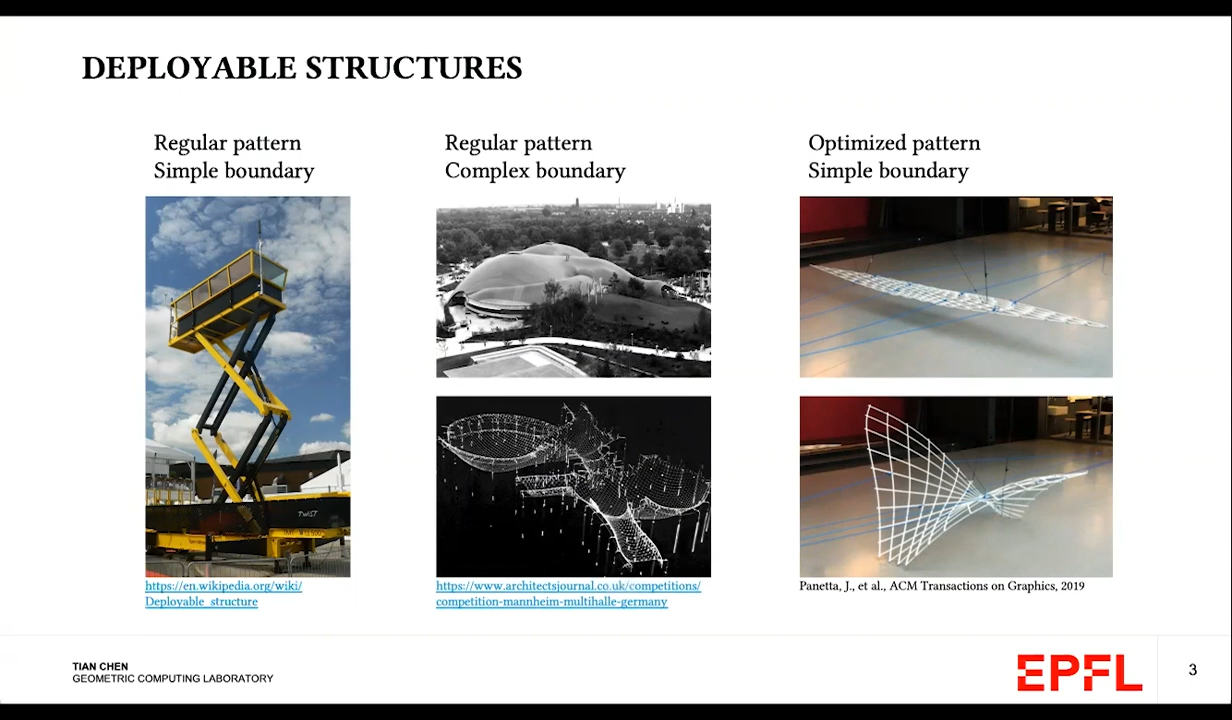 DEPLOYABLE STRUCTURES
Regular pattern
Simple boundary
Regular pattern
Complex boundary
Optimized pattern
Simple boundary
TWIST
https://en.wikipedia.org/wiki/
Deployable_structure
https://www.architectsjournal.co.uk/competitions/
competition-mannheim-multihalle-germany
Panetta, J., et al., ACM Transactions on Graphics, 2019
TIAN CHEN
GEOMETRIC COMPUTING LABORATORY
EPFL
3